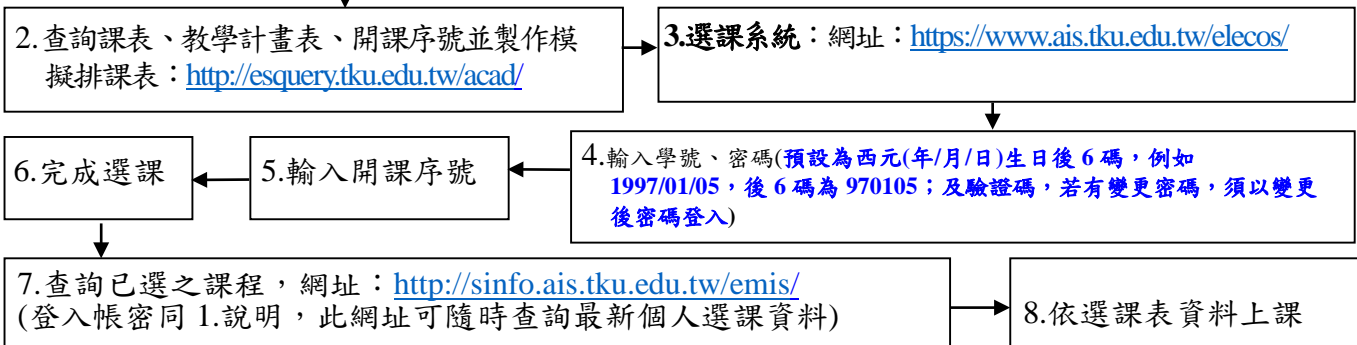 2.查詢課表、教學計畫表、開課序號並製作模
擬排課表：http://esquery.tku.edu.tw/acad/
3.選課系統：網址：https://www.ais.tku.edu.tw/elecos/
4.輸入學號、密碼(預設為西元(年/月/日)生日後 6 碼，例如
1997/01/05，後 6 碼為 970105；及驗證碼，若有變更密碼，須以變更
後密碼登入)
5.輸入開課序號
6.完成選課
7.查詢已選之課程，網址：http://sinfo.ais.tku.edu.tw/emis/
(登入帳密同 1.說明，此網址可隨時查詢最新個人選課資料)
8.依選課表資料上課